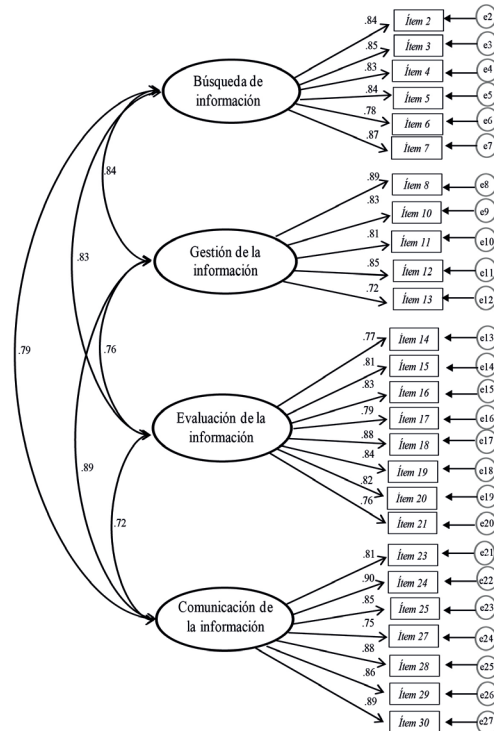 .84
Ítem 2
e2
.85
Ítem 3
e3
.83
Ítem 4
e4
Búsqueda de
información
.84
Ítem 5
e5
.78
Ítem 6
e6
.87
Ítem 7
e7
.84
.89
Ítem 8
e8
.83
Ítem 10
e9
.81
Ítem 11
e10
Gestión de la
información
.85
Ítem 12
e11
.72
Ítem 13
e12
.83
.79
.76
.77
Ítem 14
e13
.81
Ítem 15
e14
.83
Ítem 16
e15
.79
Ítem 17
e16
Evaluación de la
información
.88
Ítem 18
e17
.84
Ítem 19
e18
.82
Ítem 20
e19
.76
Ítem 21
e20
.89
.72
.81
Ítem 23
e21
.90
Ítem 24
e22
.85
Ítem 25
e23
Comunicación de
la información
.75
Ítem 27
e24
.88
Ítem 28
e25
.86
Ítem 29
e26
.89
Ítem 30
e27